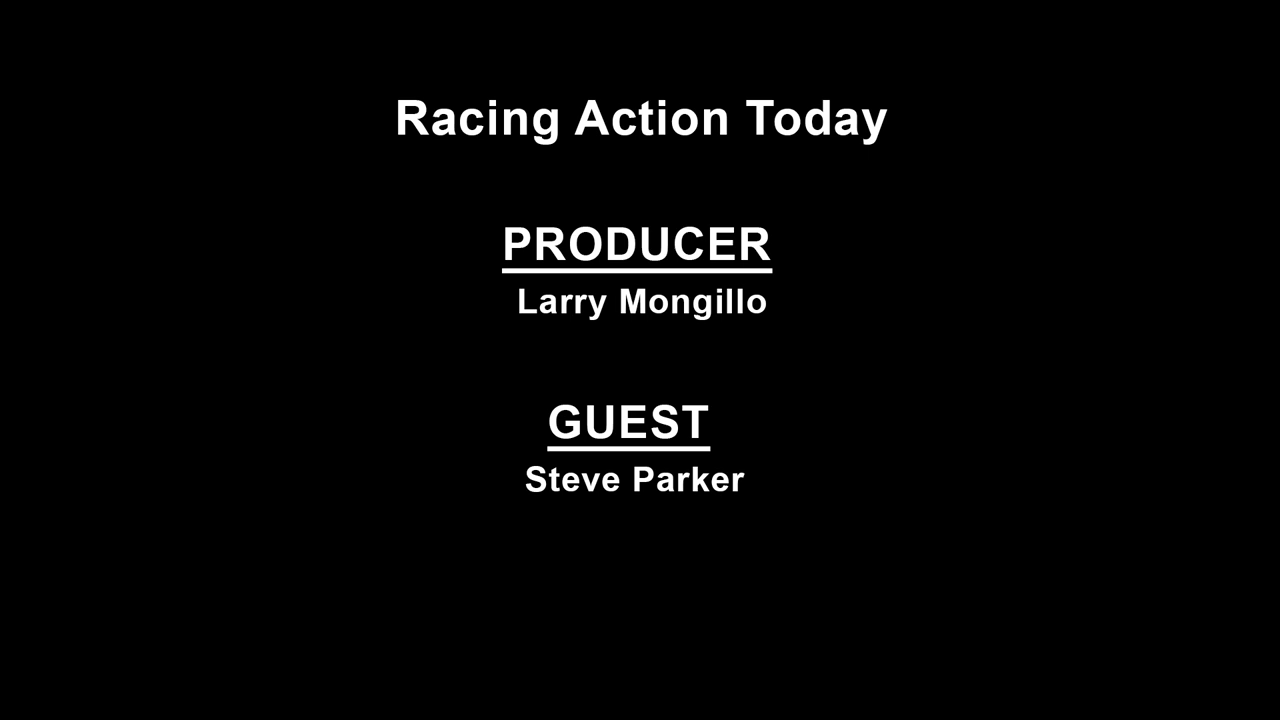 Racing Action Today
PRODUCER
Larry Mongillo
GUEST
Steve Parker